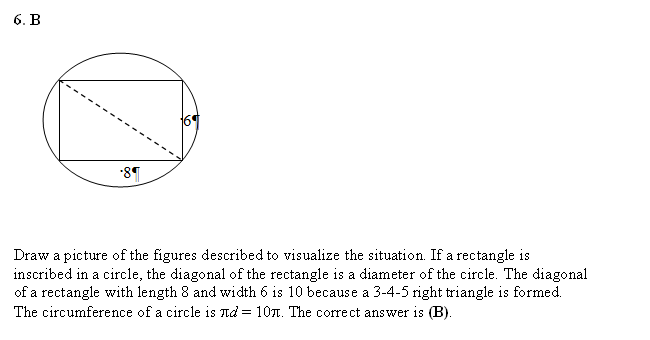 6. B
·6¶
·8¶
Draw a picture of the figures described to visualize the situation. If a rectangle is
inscribed in a circle, the diagonal of the rectangle is a diameter of the circle. The diagonal
of a rectangle with length 8 and width 6 is 10 because a 3-4-5 right triangle is formed.
The circumference of a circle is πd = 10π. The correct answer is (B).